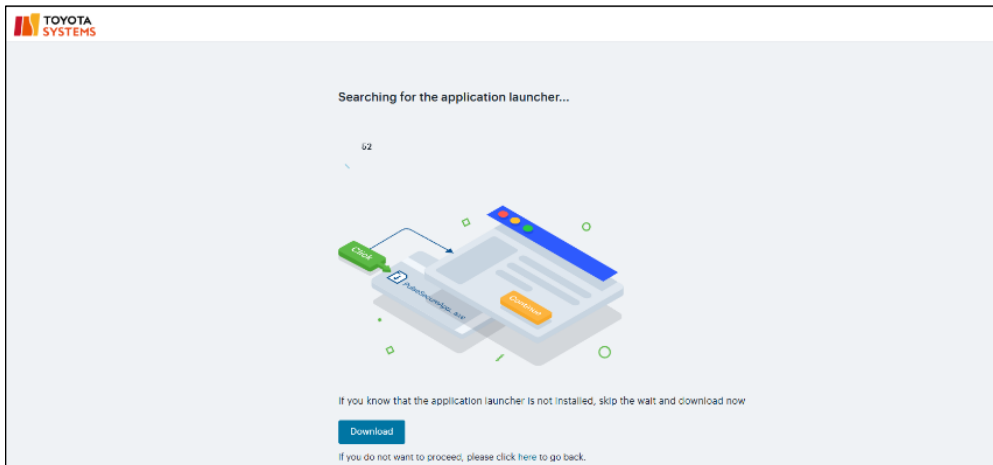 TOYOTA
SYSTEMS
Searching for the application launcher...
52
Click
Continue
If you know that the application launcher is not installed, skip the wait and download now
Download
If you do not want to proceed, please click here to go back.